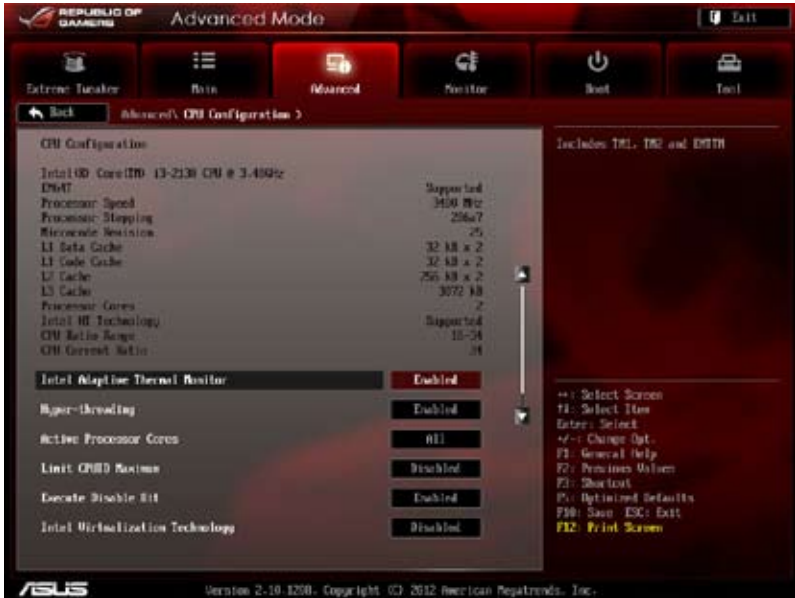 REPUBLIC OF GAMERS
Advanced Mode
Exit
Extreme Tweaker
Main
Advanced
Monitor
Boot
Tool
Back
Advanced\ CPU Configuration >
CPU Configuration
Intel(R) Core(TM) i3-2130 CPU @ 3.40GHz
EM64T Supported
Processor Speed 3400 MHz
Processor Stepping 206a7
Microcode Revision 25
L1 Data Cache 32 kB x 2
L1 Code Cache 32 kB x 2
L2 Cache 256 kB x 2
L3 Cache 3072 kB
Processor Cores 2
Intel HT Technology Supported
CPU Ratio Range 16-34
CPU Current Ratio 34
Intel Adaptive Thermal Monitor Enabled
Hyper-threading Enabled
Active Processor Cores All
Limit CPUID Maximum Disabled
Execute Disable Bit Enabled
Intel Virtualization Technology Disabled
Includes TM1, TM2 and EMTTM
: Select Screen
: Select Item
Enter: Select
+/-: Change Opt.
F1: General Help
F2: Previous Values
F3: Shortcut
F5: Optimized Defaults
F10: Save ESC: Exit
F12: Print Screen
ASUS
Version 2.10.1208. Copyright (C) 2012 American Megatrends, Inc.